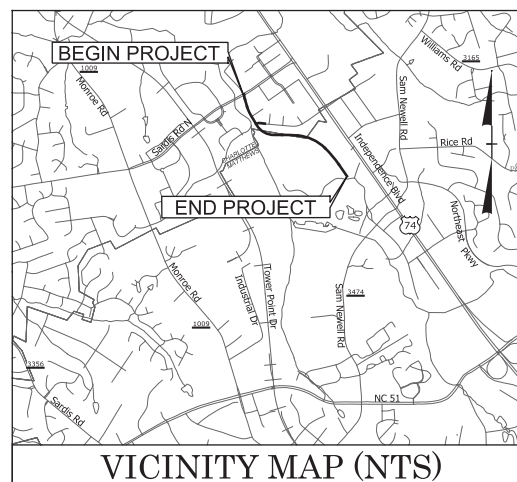 BEGIN PROJECT
1009
Monroe Rd
Sardis Rd N
Williams Rd
3165
Sam Newell Rd
Rice Rd
CHARLOTTE
MATTHEWS
Independence Blvd
END PROJECT
74
Northeast Pkwy
Monroe Rd
1009
Industrial Dr
Tower Point Dr
Sam Newell Rd
3474
3356
Sardis Rd
NC 51
VICINITY MAP (NTS)